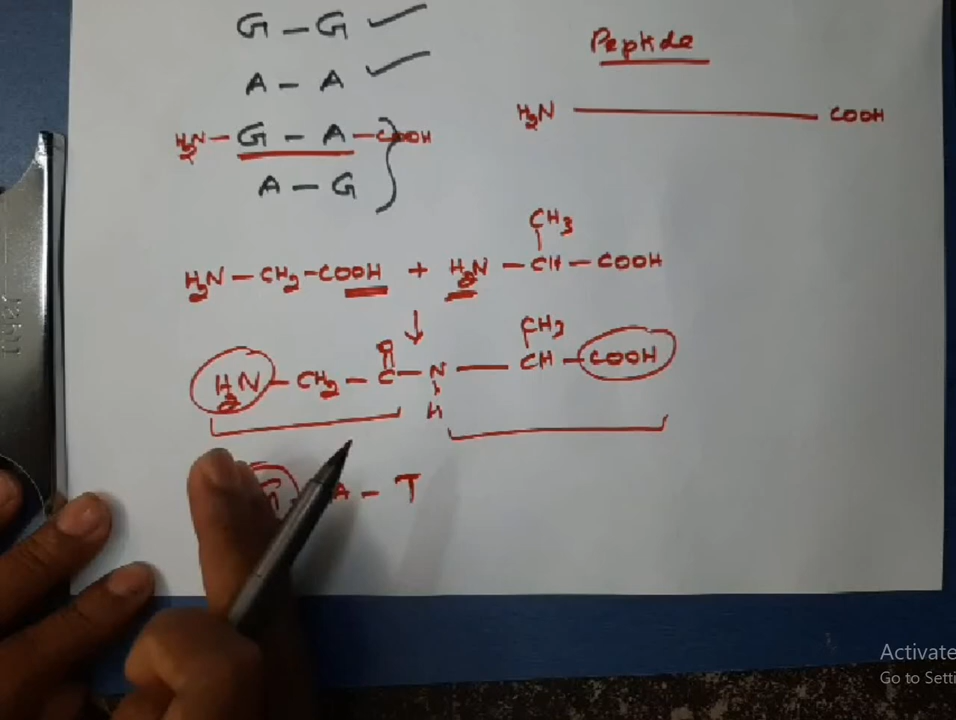 G – G ✓
A – A ✓
H₂N – G – A – COOH
A – G
Peptide
H₂N ——— COOH
CH₃
H₂N – CH₂ – COOH + H₂N – CH – COOH
↓
O CH₃
H₂N – CH₂ – C – N — CH – COOH
H
G A – T
Activate
Go to Setti